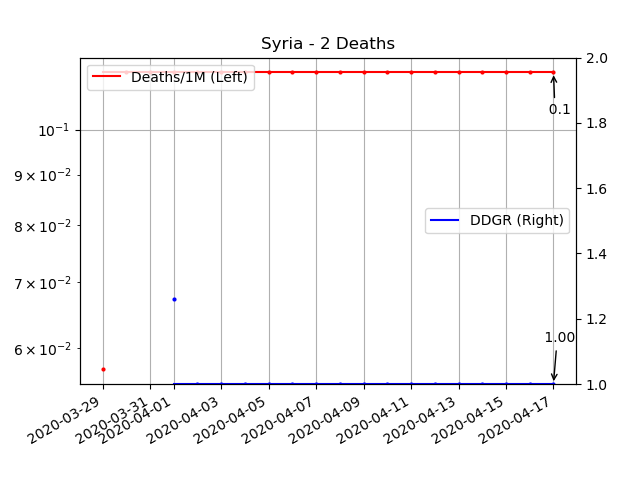 Syria - 2 Deaths
Deaths/1M (Left)
DDGR (Right)
0.1
1.00
10⁻¹
9 × 10⁻²
8 × 10⁻²
7 × 10⁻²
6 × 10⁻²
2.0
1.8
1.6
1.4
1.2
1.0
2020-03-29
2020-03-31
2020-04-01
2020-04-03
2020-04-05
2020-04-07
2020-04-09
2020-04-11
2020-04-13
2020-04-15
2020-04-17